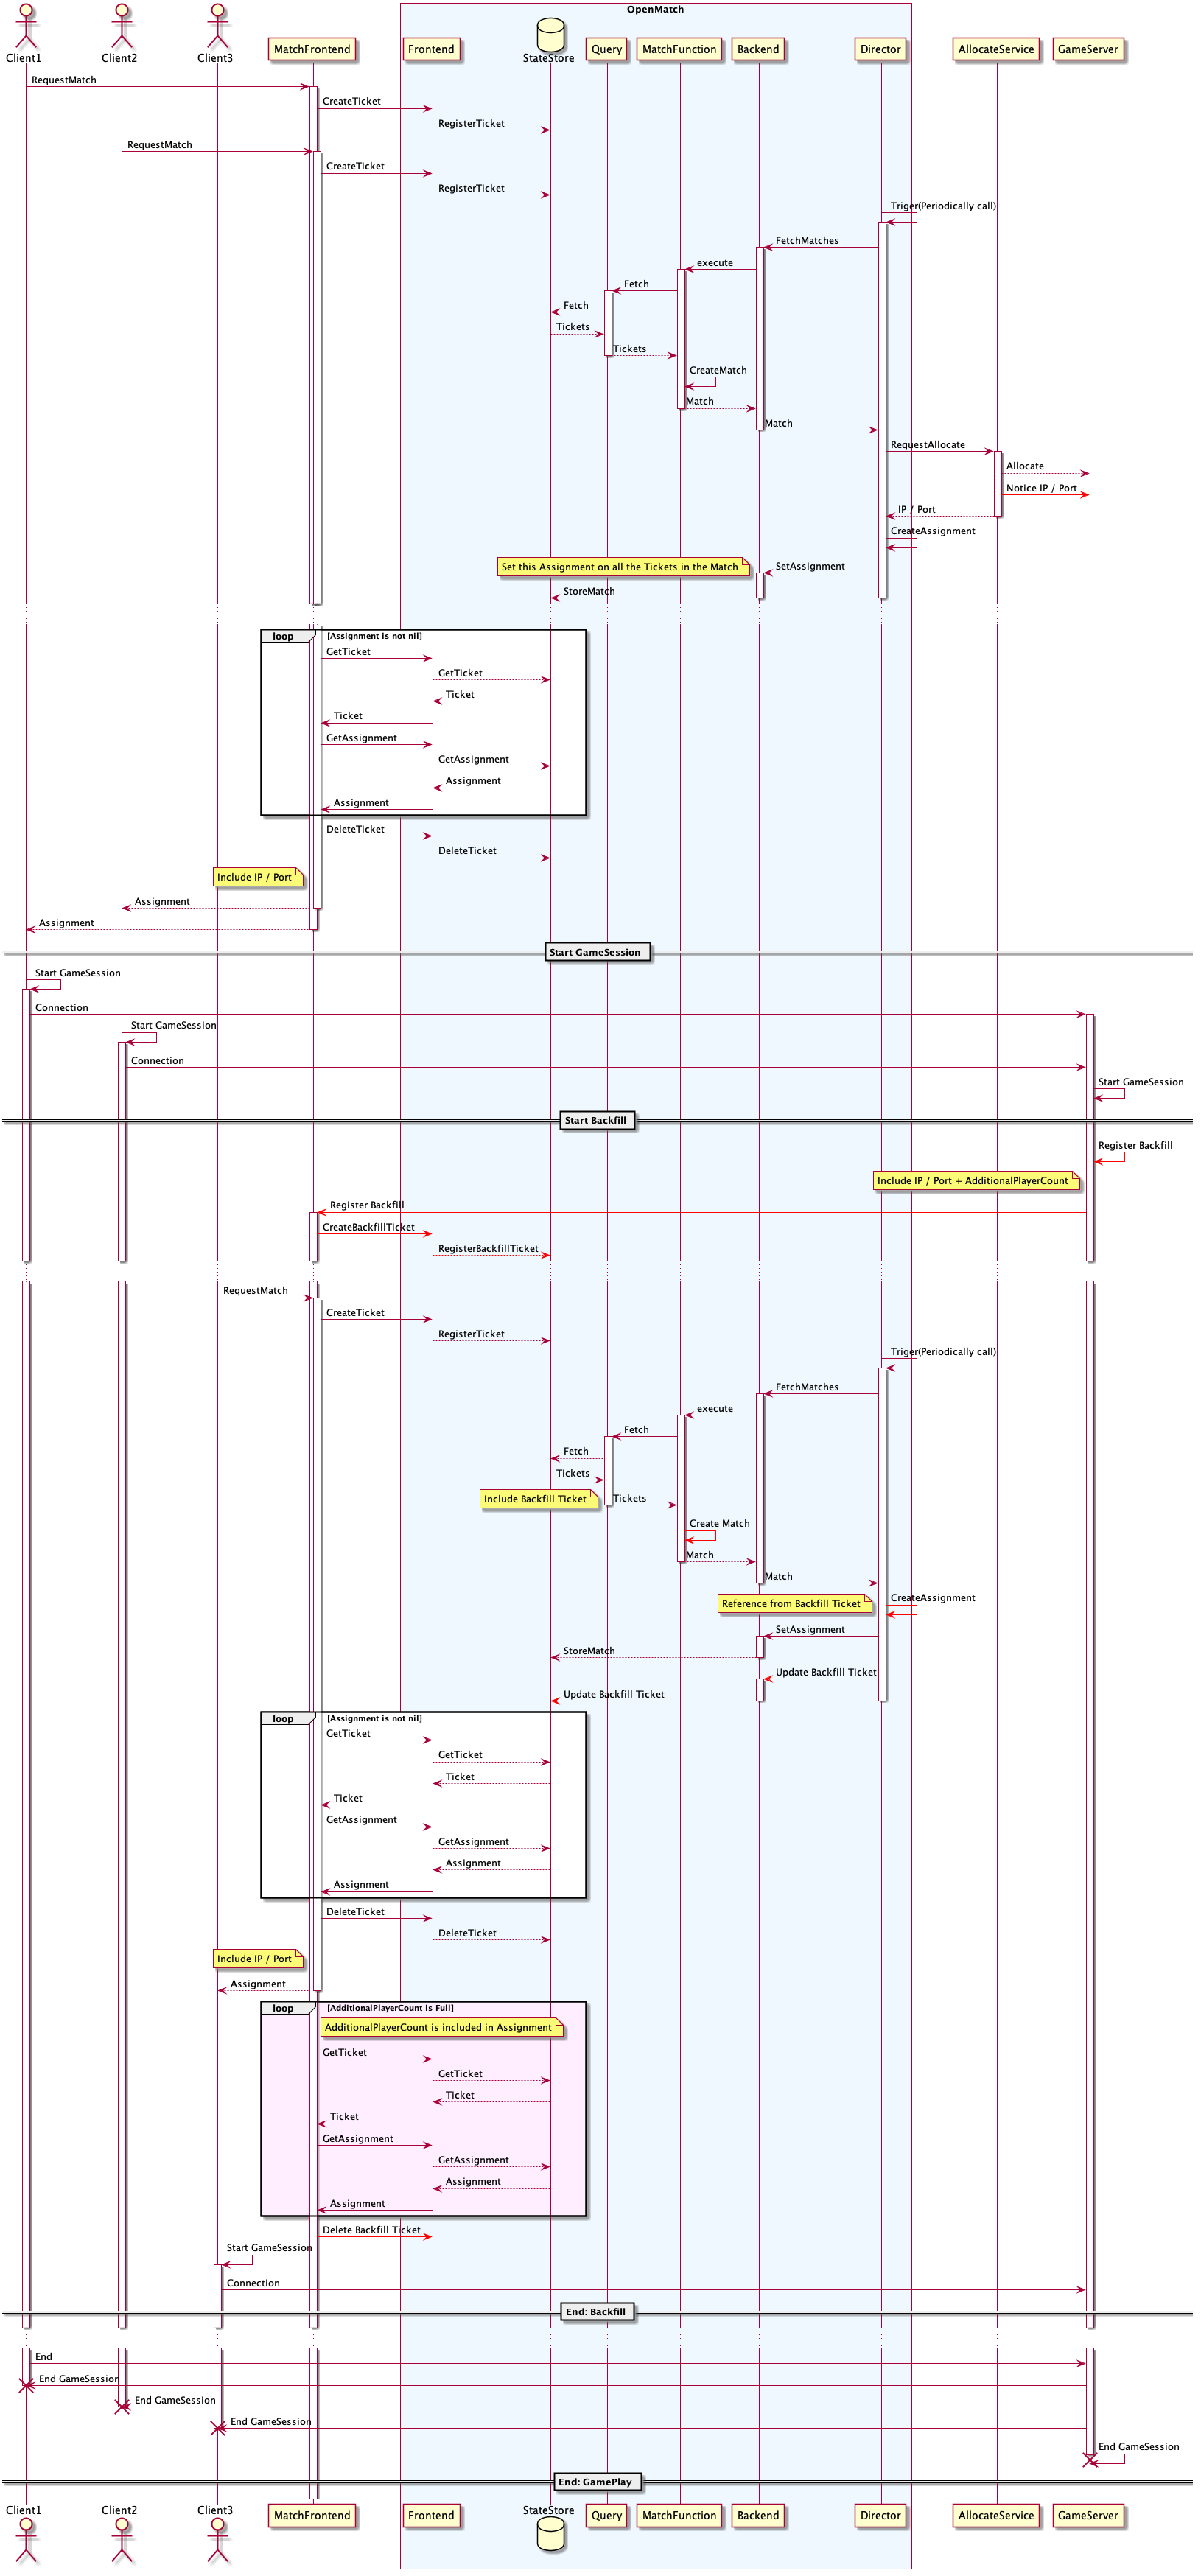 OpenMatch
Client1
Client2
Client3
MatchFrontend
Frontend
StateStore
Query
MatchFunction
Backend
Director
AllocateService
GameServer
RequestMatch
CreateTicket
RegisterTicket
RequestMatch
CreateTicket
RegisterTicket
Triger(Periodically call)
FetchMatches
execute
Fetch
Fetch
Tickets
Tickets
CreateMatch
Match
Match
RequestAllocate
Allocate
Notice IP / Port
IP / Port
CreateAssignment
Set this Assignment on all the Tickets in the Match
SetAssignment
StoreMatch
loop
[Assignment is not nil]
GetTicket
GetTicket
Ticket
Ticket
GetAssignment
GetAssignment
Assignment
Assignment
DeleteTicket
DeleteTicket
Include IP / Port
Assignment
Assignment
Start GameSession
Start GameSession
Connection
Start GameSession
Connection
Start GameSession
Start Backfill
Register Backfill
Include IP / Port + AdditionalPlayerCount
Register Backfill
CreateBackfillTicket
RegisterBackfillTicket
RequestMatch
CreateTicket
RegisterTicket
Triger(Periodically call)
FetchMatches
execute
Fetch
Fetch
Tickets
Include Backfill Ticket
Tickets
Create Match
Match
Match
Reference from Backfill Ticket
CreateAssignment
SetAssignment
StoreMatch
Update Backfill Ticket
Update Backfill Ticket
loop
[Assignment is not nil]
GetTicket
GetTicket
Ticket
Ticket
GetAssignment
GetAssignment
Assignment
Assignment
DeleteTicket
DeleteTicket
Include IP / Port
Assignment
loop
[AdditionalPlayerCount is Full]
AdditionalPlayerCount is included in Assignment
GetTicket
GetTicket
Ticket
Ticket
GetAssignment
GetAssignment
Assignment
Assignment
Delete Backfill Ticket
Start GameSession
Connection
End: Backfill
End
End GameSession
End GameSession
End GameSession
End GameSession
End: GamePlay
Client1
Client2
Client3
MatchFrontend
Frontend
StateStore
Query
MatchFunction
Backend
Director
AllocateService
GameServer